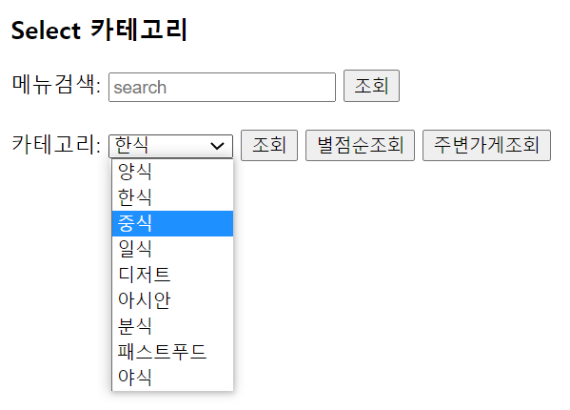 Select 카테고리
메뉴검색: search 조회
카테고리: 한식 조회 별점순조회 주변가게조회
양식
한식
중식
일식
디저트
아시안
분식
패스트푸드
야식